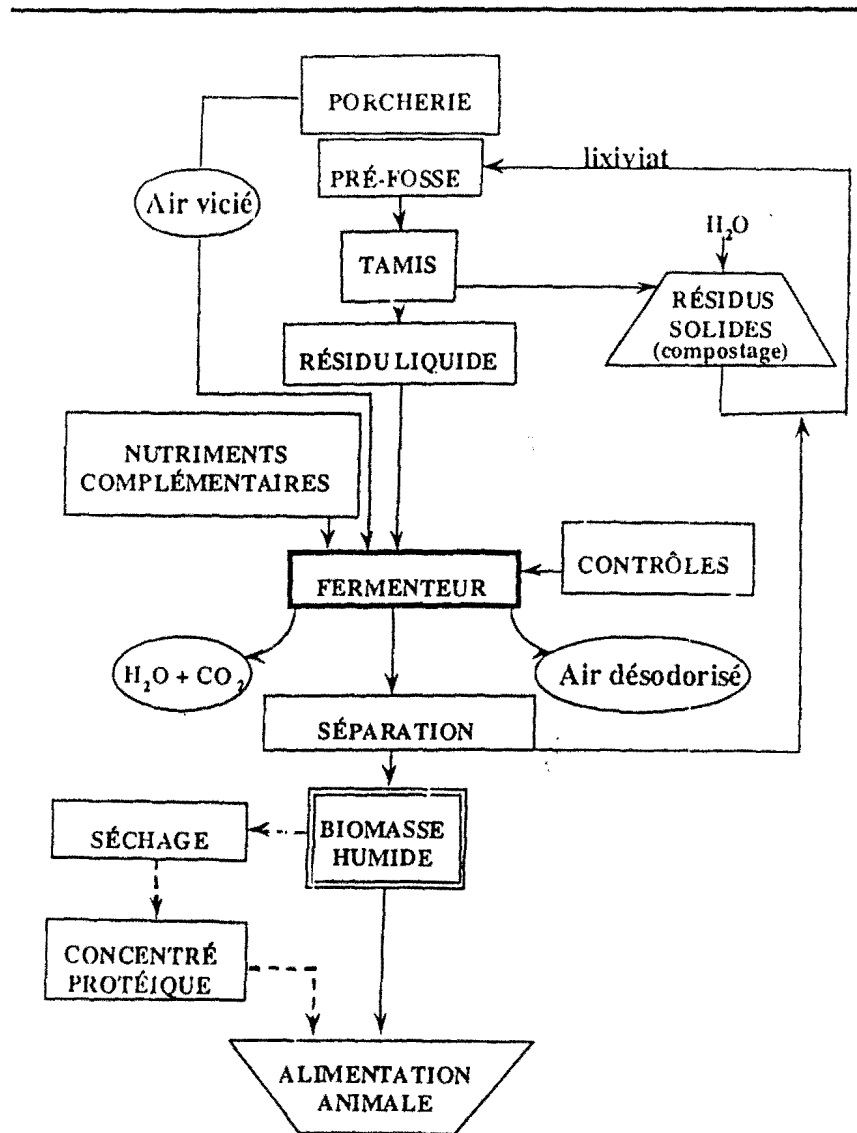 PORCHERIE
PRÉ-FOSSE
lixiviat
Air vicié
H₂O
TAMIS
RÉSIDUS
SOLIDES
(compostage)
RÉSIDU LIQUIDE
NUTRIMENTS
COMPLÉMENTAIRES
CONTRÔLES
FERMENTEUR
H₂O + CO₂
Air désodorisé
SÉPARATION
BIOMASSE
HUMIDE
SÉCHAGE
CONCENTRÉ
PROTÉIQUE
ALIMENTATION
ANIMALE